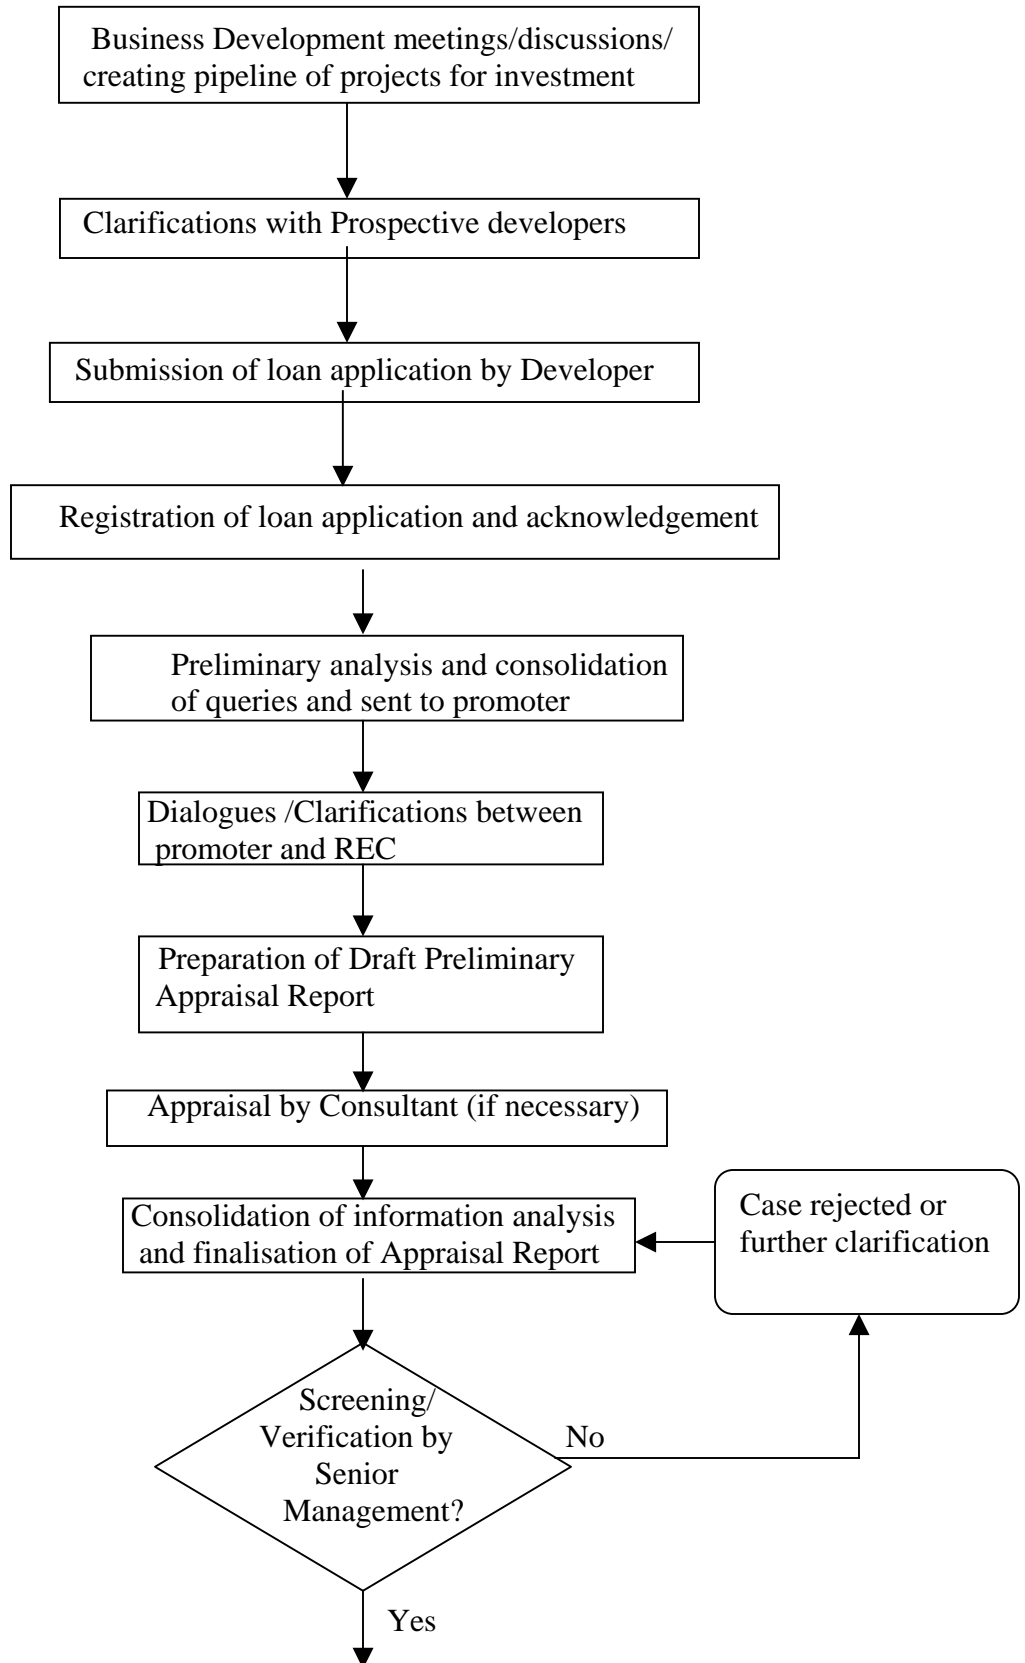 Business Development meetings/discussions/
creating pipeline of projects for investment
Clarifications with Prospective developers
Submission of loan application by Developer
Registration of loan application and acknowledgement
Preliminary analysis and consolidation
of queries and sent to promoter
Dialogues /Clarifications between
promoter and REC
Preparation of Draft Preliminary
Appraisal Report
Appraisal by Consultant (if necessary)
Consolidation of information analysis
and finalisation of Appraisal Report
Case rejected or
further clarification
Screening/
Verification by
Senior
Management?
No
Yes